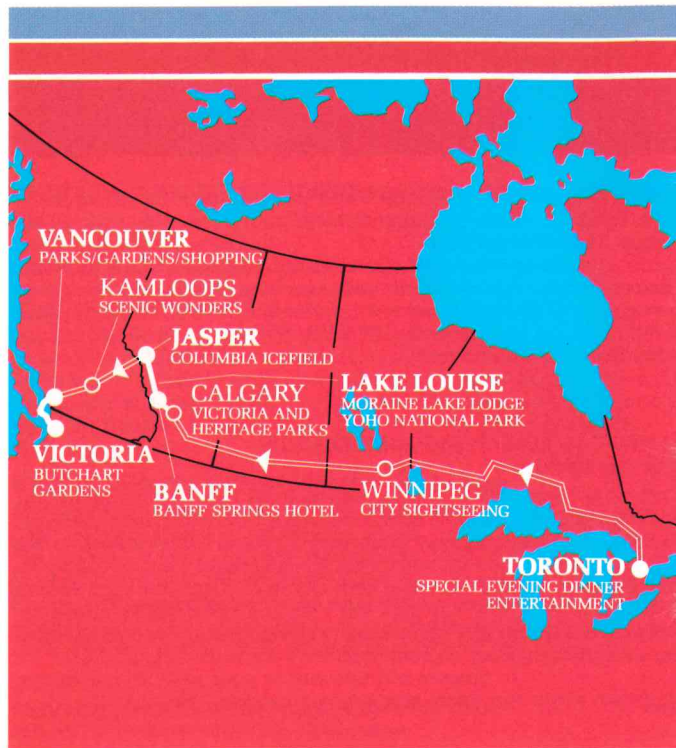 VANCOUVER
PARKS/GARDENS/SHOPPING
KAMLOOPS
SCENIC WONDERS
JASPER
COLUMBIA ICEFIELD
LAKE LOUISE
MORAINE LAKE LODGE
YOHO NATIONAL PARK
CALGARY
VICTORIA AND
HERITAGE PARKS
VICTORIA
BUTCHART
GARDENS
BANFF
BANFF SPRINGS HOTEL
WINNIPEG
CITY SIGHTSEEING
TORONTO
SPECIAL EVENING DINNER
ENTERTAINMENT